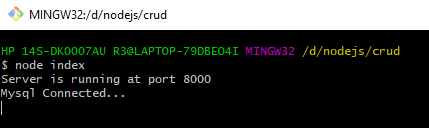 MINGW32:/d/nodejs/crud
HP 14S-DK0007AU R3@LAPTOP-79DBEO4I MINGW32 /d/nodejs/crud
$ node index
Server is running at port 8000
Mysql Connected...